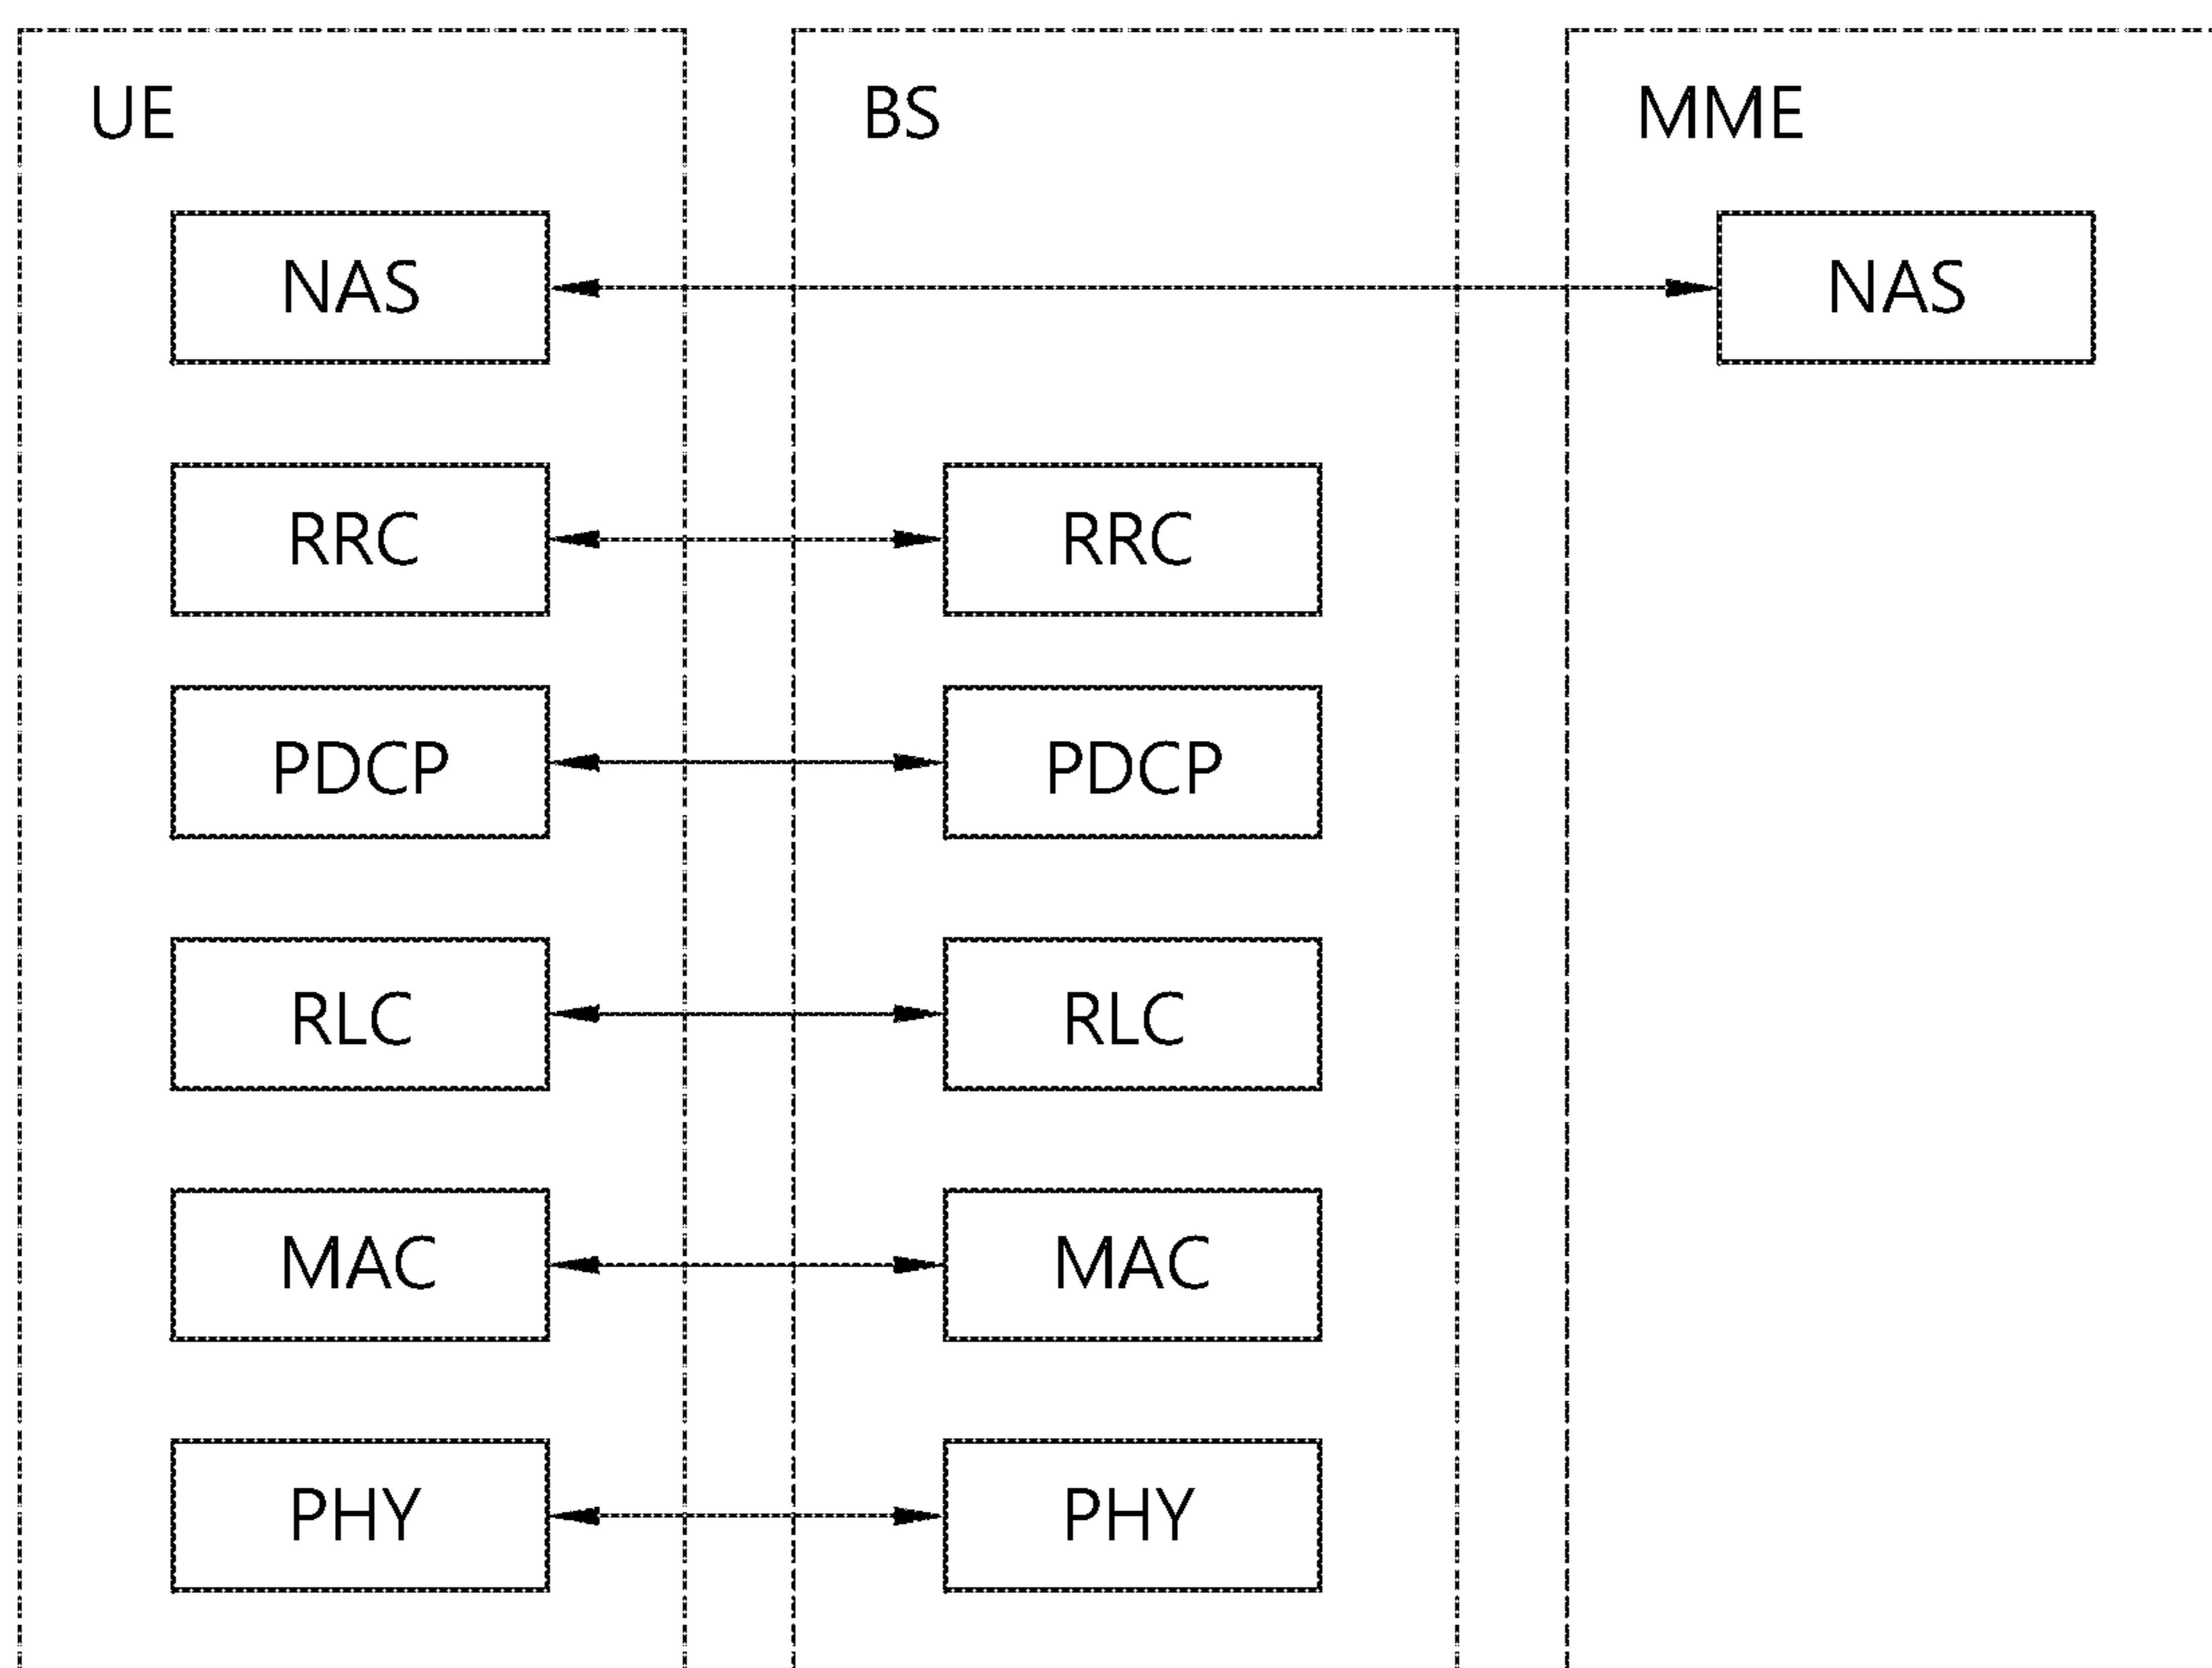 UE BS MME
NAS NAS
RRC RRC
PDCP PDCP
RLC RLC
MAC MAC
PHY PHY